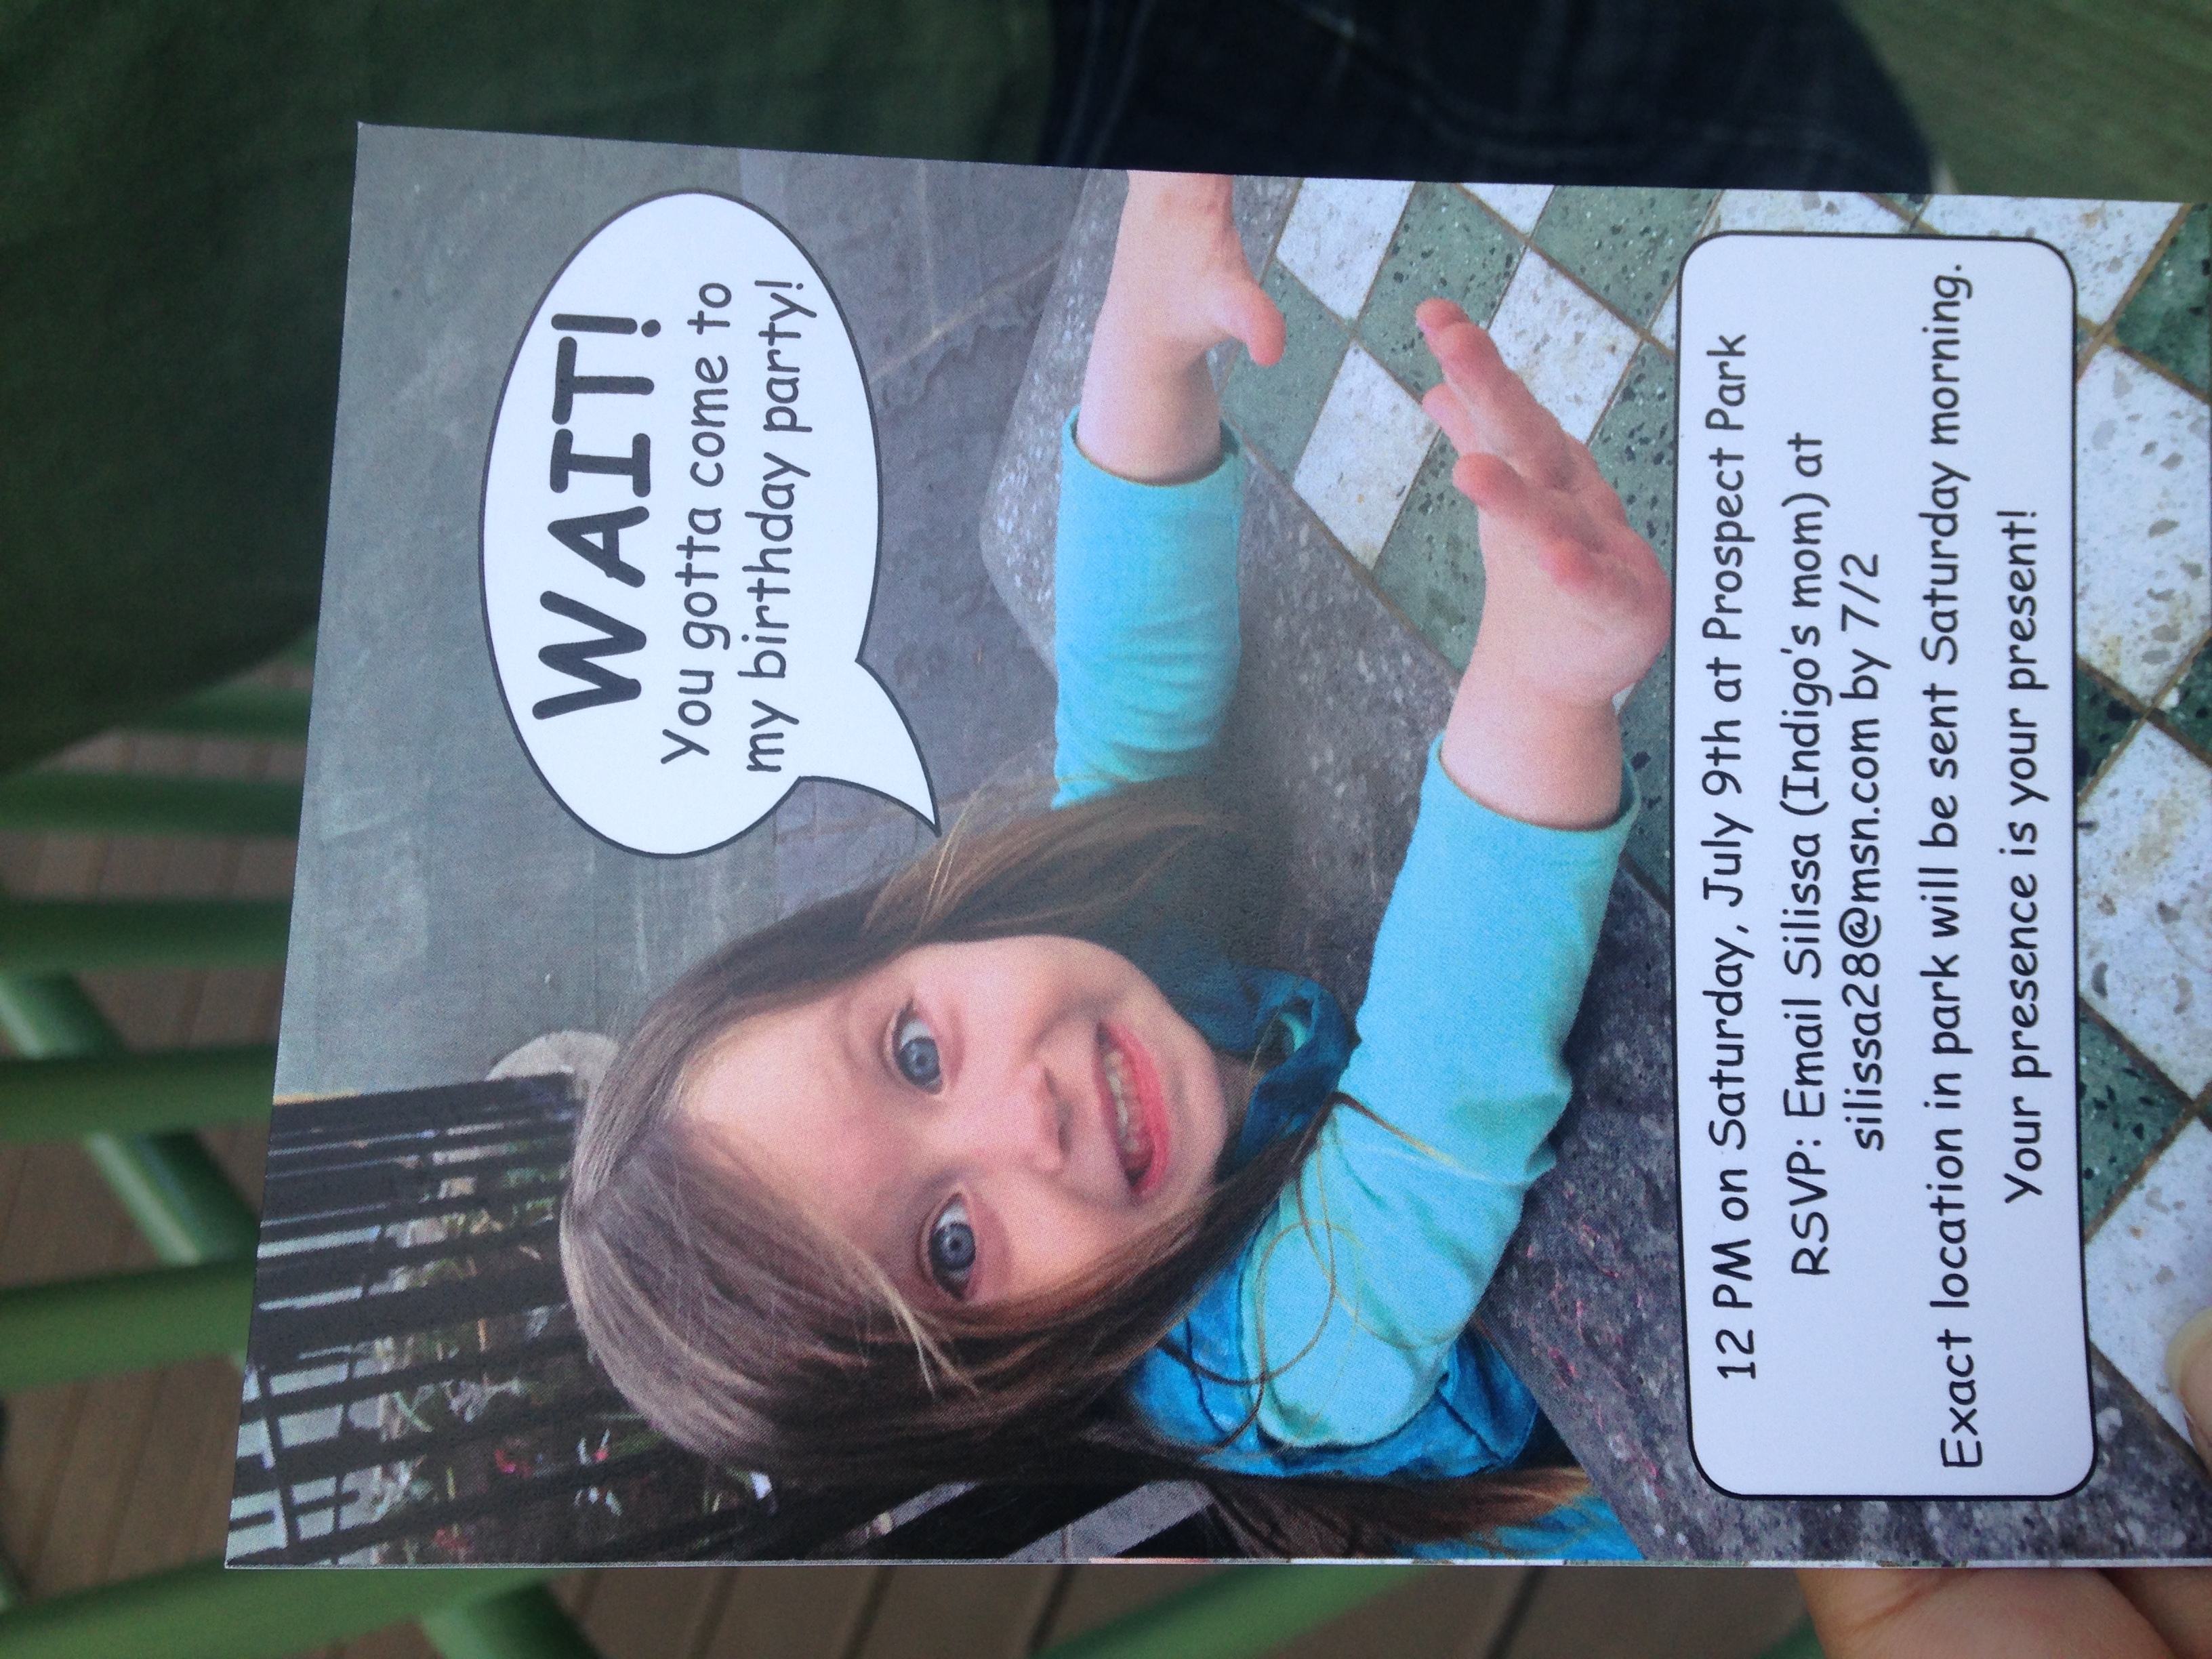 WAIT!
You gotta come to
my birthday party!
12 PM on Saturday, July 9th at Prospect Park
RSVP: Email Silissa (Indigo's mom) at
silissa28@msn.com by 7/2
Exact location in park will be sent Saturday morning.
Your presence is your present!